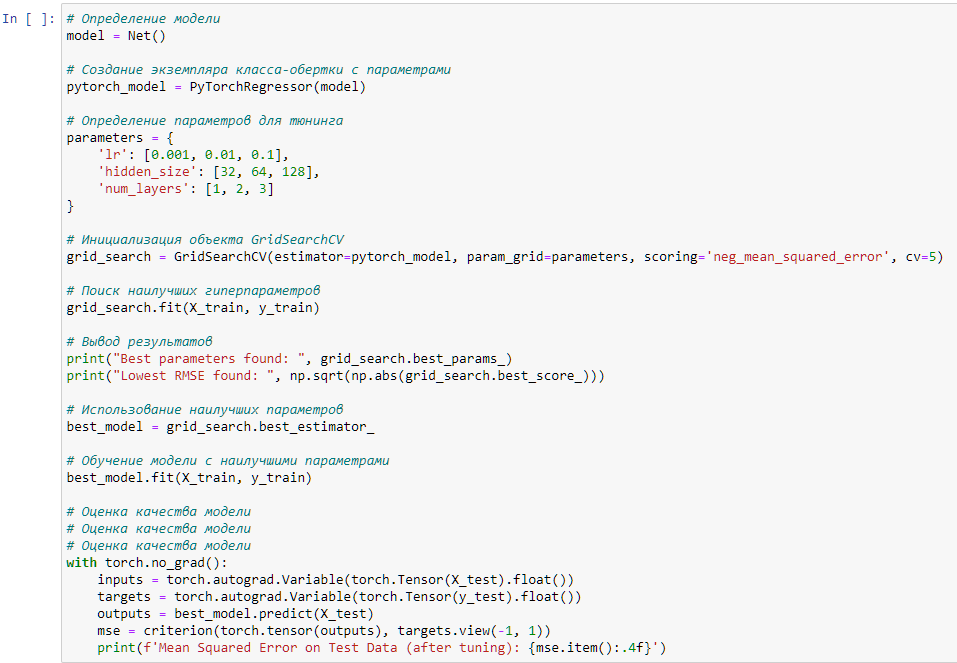 In [ ]: # Определение модели
model = Net()
# Создание экземпляра класса-обертки с параметрами
pytorch_model = PyTorchRegressor(model)
# Определение параметров для тюнинга
parameters = {
    'lr': [0.001, 0.01, 0.1],
    'hidden_size': [32, 64, 128],
    'num_layers': [1, 2, 3]
}
# Инициализация объекта GridSearchCV
grid_search = GridSearchCV(estimator=pytorch_model, param_grid=parameters, scoring='neg_mean_squared_error', cv=5)
# Поиск наилучших гиперпараметров
grid_search.fit(X_train, y_train)
# Вывод результатов
print("Best parameters found: ", grid_search.best_params_)
print("Lowest RMSE found: ", np.sqrt(np.abs(grid_search.best_score_)))
# Использование наилучших параметров
best_model = grid_search.best_estimator_
# Обучение модели с наилучшими параметрами
best_model.fit(X_train, y_train)
# Оценка качества модели
# Оценка качества модели
# Оценка качества модели
with torch.no_grad():
    inputs = torch.autograd.Variable(torch.Tensor(X_test).float())
    targets = torch.autograd.Variable(torch.Tensor(y_test).float())
    outputs = best_model.predict(X_test)
    mse = criterion(torch.tensor(outputs), targets.view(-1, 1))
    print(f'Mean Squared Error on Test Data (after tuning): {mse.item():.4f}')